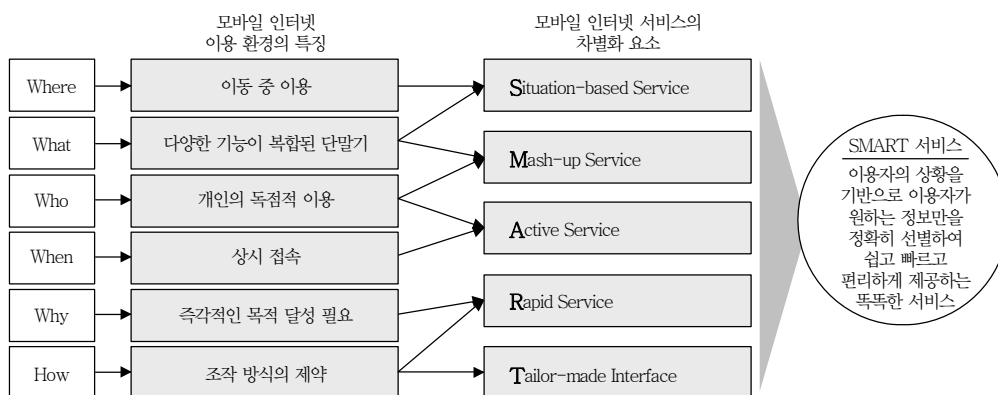 모바일 인터넷
이용 환경의 특징
모바일 인터넷 서비스의
차별화 요소
Where
이동 중 이용
Situation-based Service
What
다양한 기능이 복합된 단말기
Mash-up Service
Who
개인의 독점적 이용
Active Service
When
상시 접속
Why
즉각적인 목적 달성 필요
Rapid Service
How
조작 방식의 제약
Tailor-made Interface
SMART 서비스
이용자의 상황을
기반으로 이용자가
원하는 정보만을
정확히 선별하여
쉽고 빠르고
편리하게 제공하는
똑똑한 서비스